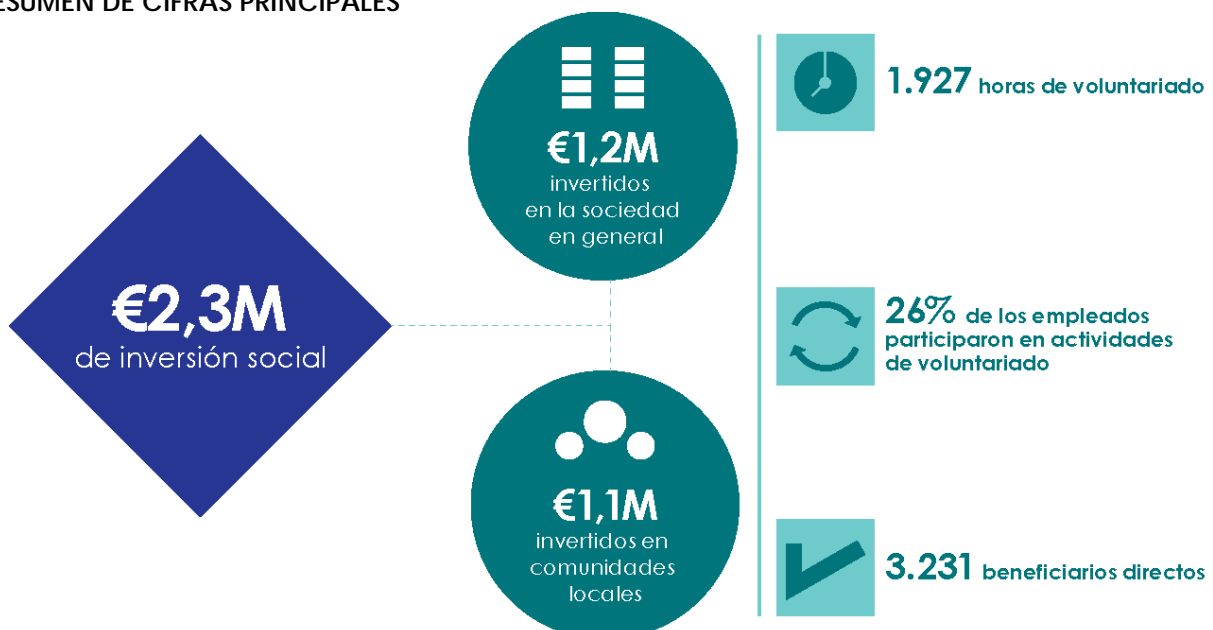 ESUMEN DE CIFRAS PRINCIPALES
€2,3M
de inversión social
€1,2M
invertidos
en la sociedad
en general
€1,1M
invertidos en
comunidades
locales
1.927 horas de voluntariado
26% de los empleados
participaron en actividades
de voluntariado
3.231 beneficiarios directos